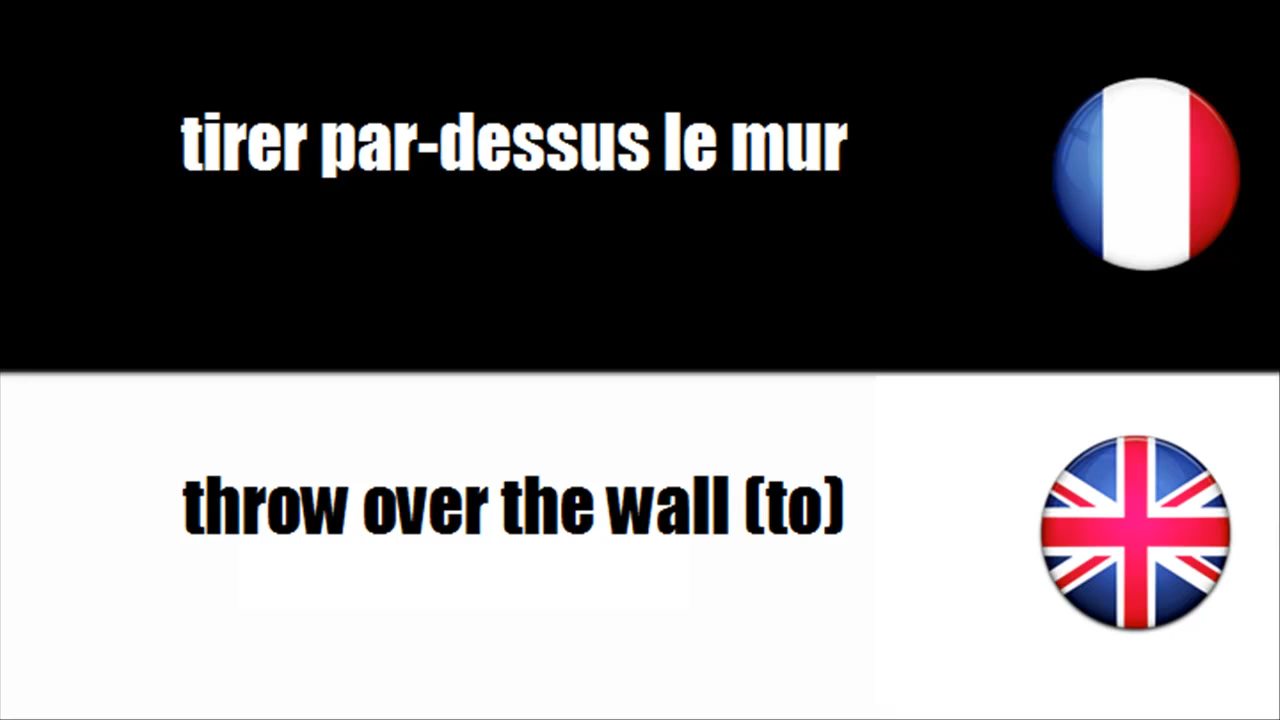 tirer par-dessus le mur
throw over the wall (to)